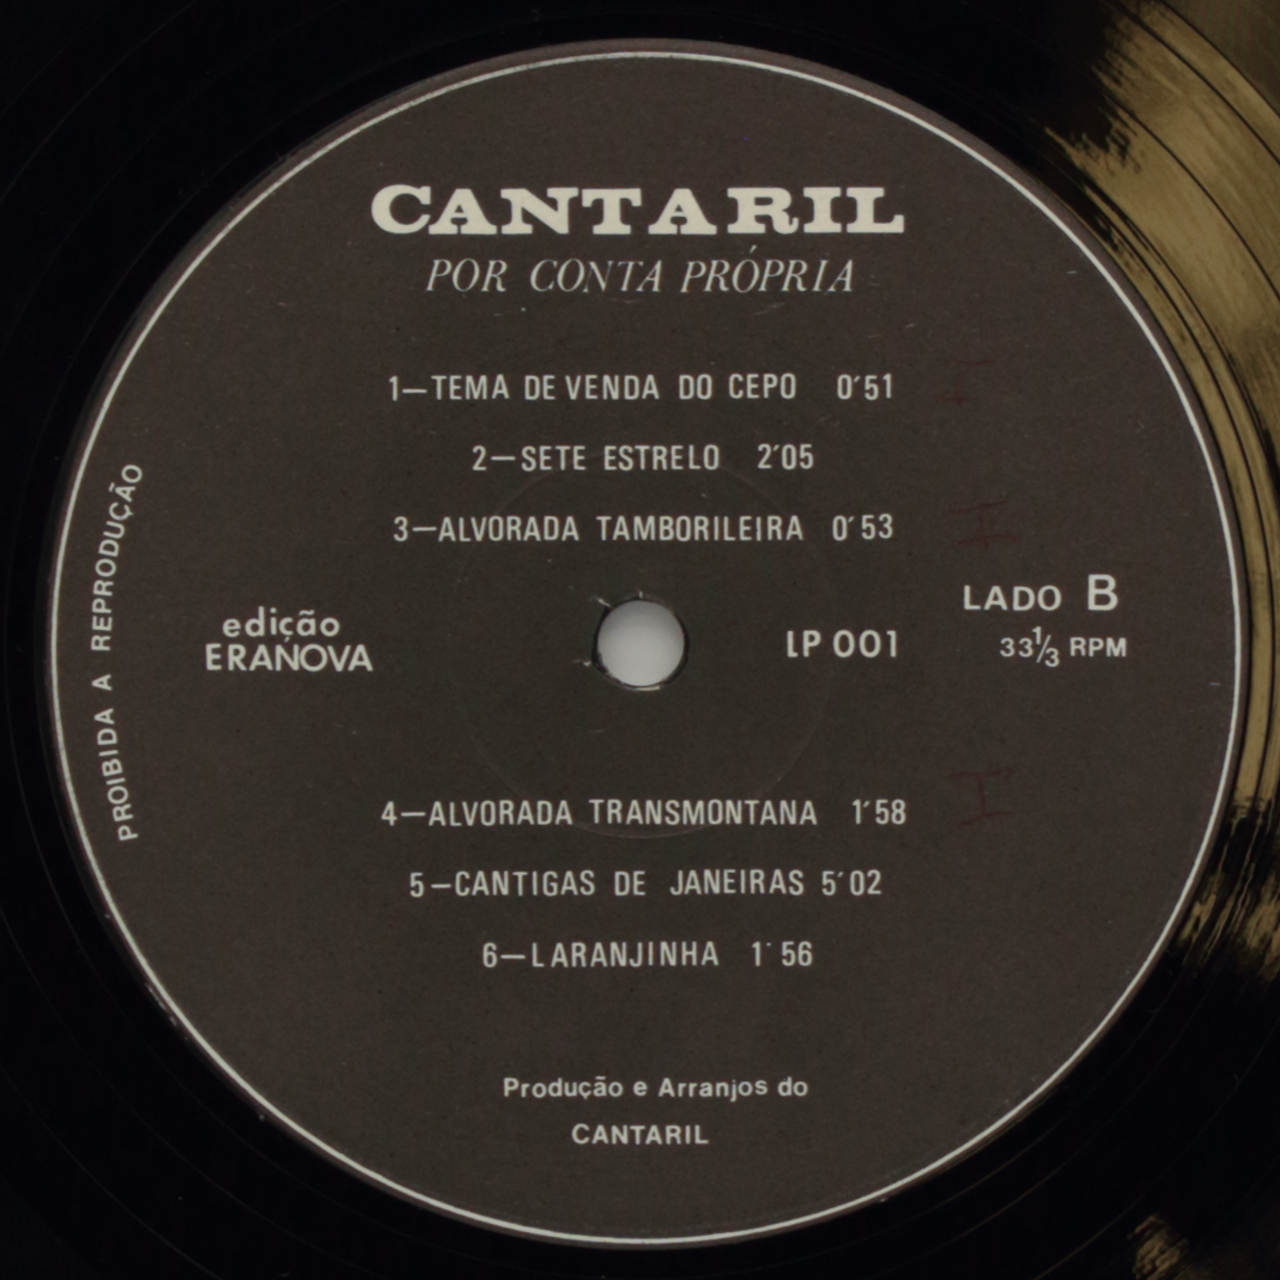 CANTARIL
POR CONTA PRÓPRIA
1—TEMA DE VENDA DO CEPO 0'51
2—SETE ESTRELO 2'05
3—ALVORADA TAMBORILEIRA 0'53
PROIBIDA A REPRODUÇÃO
edição
ERANOVA
LP 001
LADO B
33 1/3 RPM
4—ALVORADA TRANSMONTANA 1'58
5—CANTIGAS DE JANEIRAS 5'02
6—LARANJINHA 1'56
Produção e Arranjos do
CANTARIL